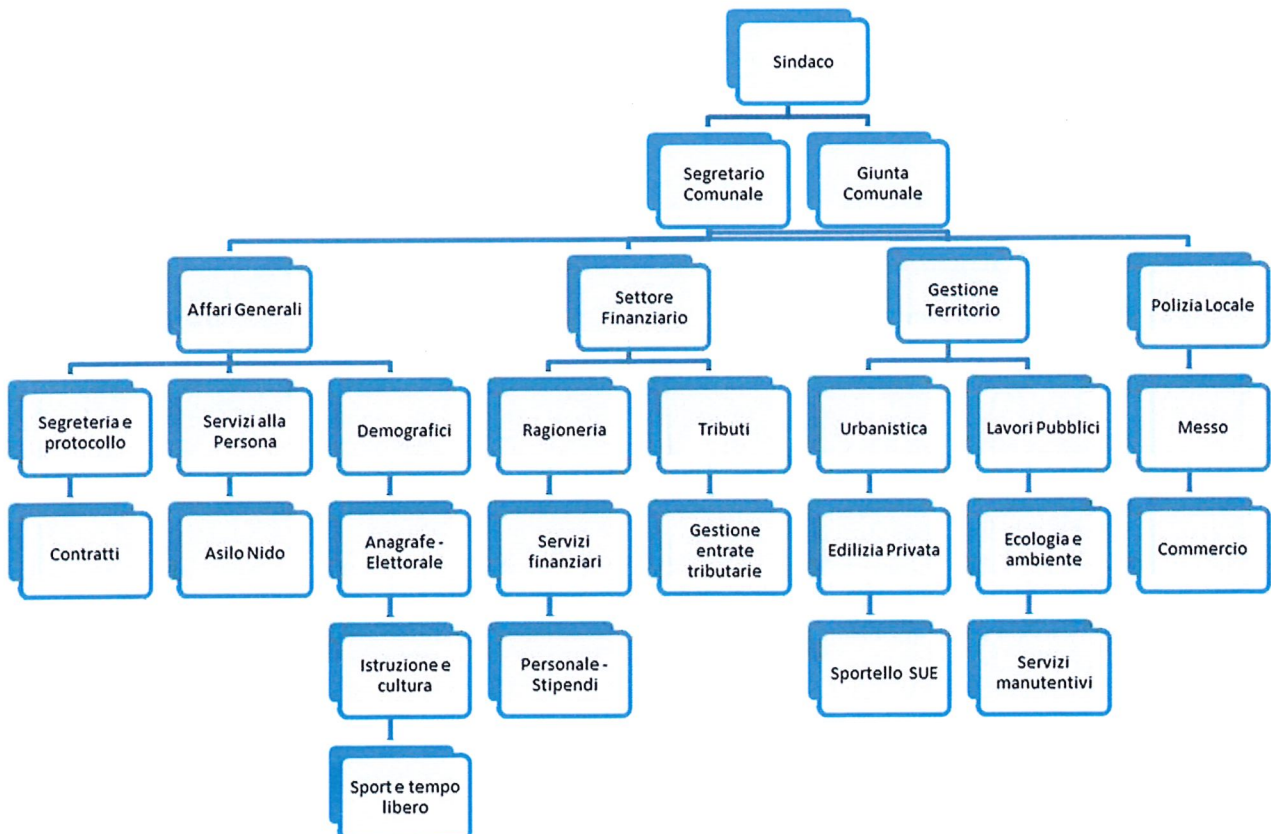 Sindaco
Segretario
Comunale
Giunta
Comunale
Affari Generali
Settore
Finanziario
Gestione
Territorio
Polizia Locale
Segreteria e
protocollo
Servizi alla
Persona
Demografici
Ragioneria
Tributi
Urbanistica
Lavori Pubblici
Messo
Contratti
Asilo Nido
Anagrafe -
Elettorale
Servizi
finanziari
Gestione
entrate
tributarie
Edilizia Privata
Ecologia e
ambiente
Commercio
Istruzione e
cultura
Personale -
Stipendi
Sportello SUE
Servizi
manutentivi
Sport e tempo
libero